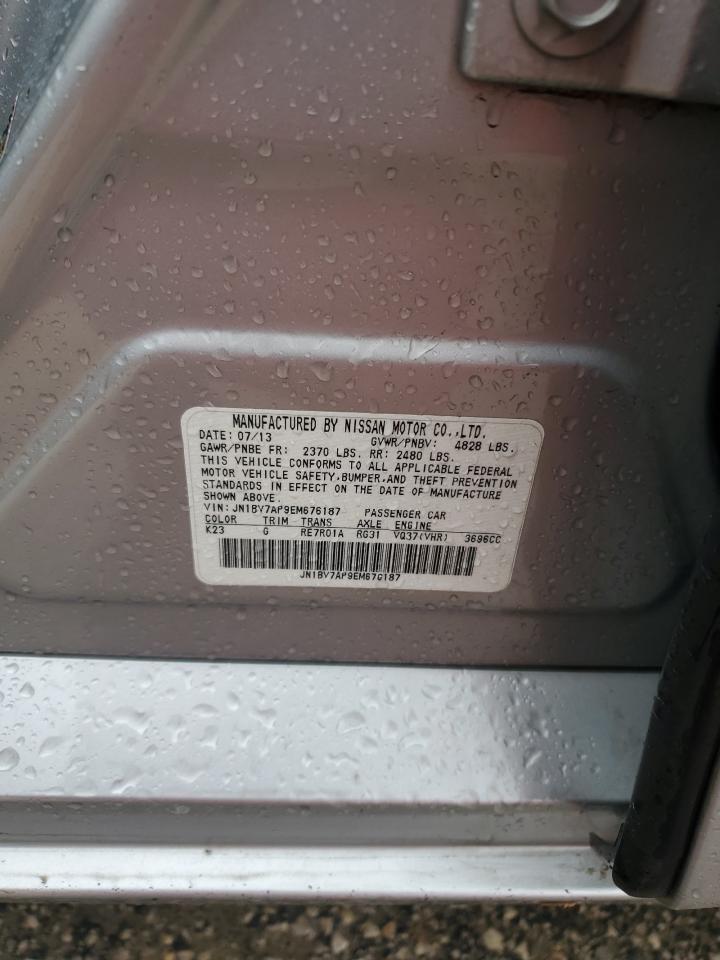 MANUFACTURED BY NISSAN MOTOR CO.,LTD.
DATE: 07/13 GVWR/PNBV: 4828 LBS.
GAWR/PNBE FR: 2370 LBS. RR: 2480 LBS.
THIS VEHICLE CONFORMS TO ALL APPLICABLE FEDERAL
MOTOR VEHICLE SAFETY,BUMPER,AND THEFT PREVENTION
STANDARDS IN EFFECT ON THE DATE OF MANUFACTURE
SHOWN ABOVE.
VIN: JN1BV7AP9EM676187 PASSENGER CAR
COLOR TRIM TRANS AXLE ENGINE
K23 G RE7R01A RG31 VQ37(VHR) 3696CC
JN1BV7AP9EM676187